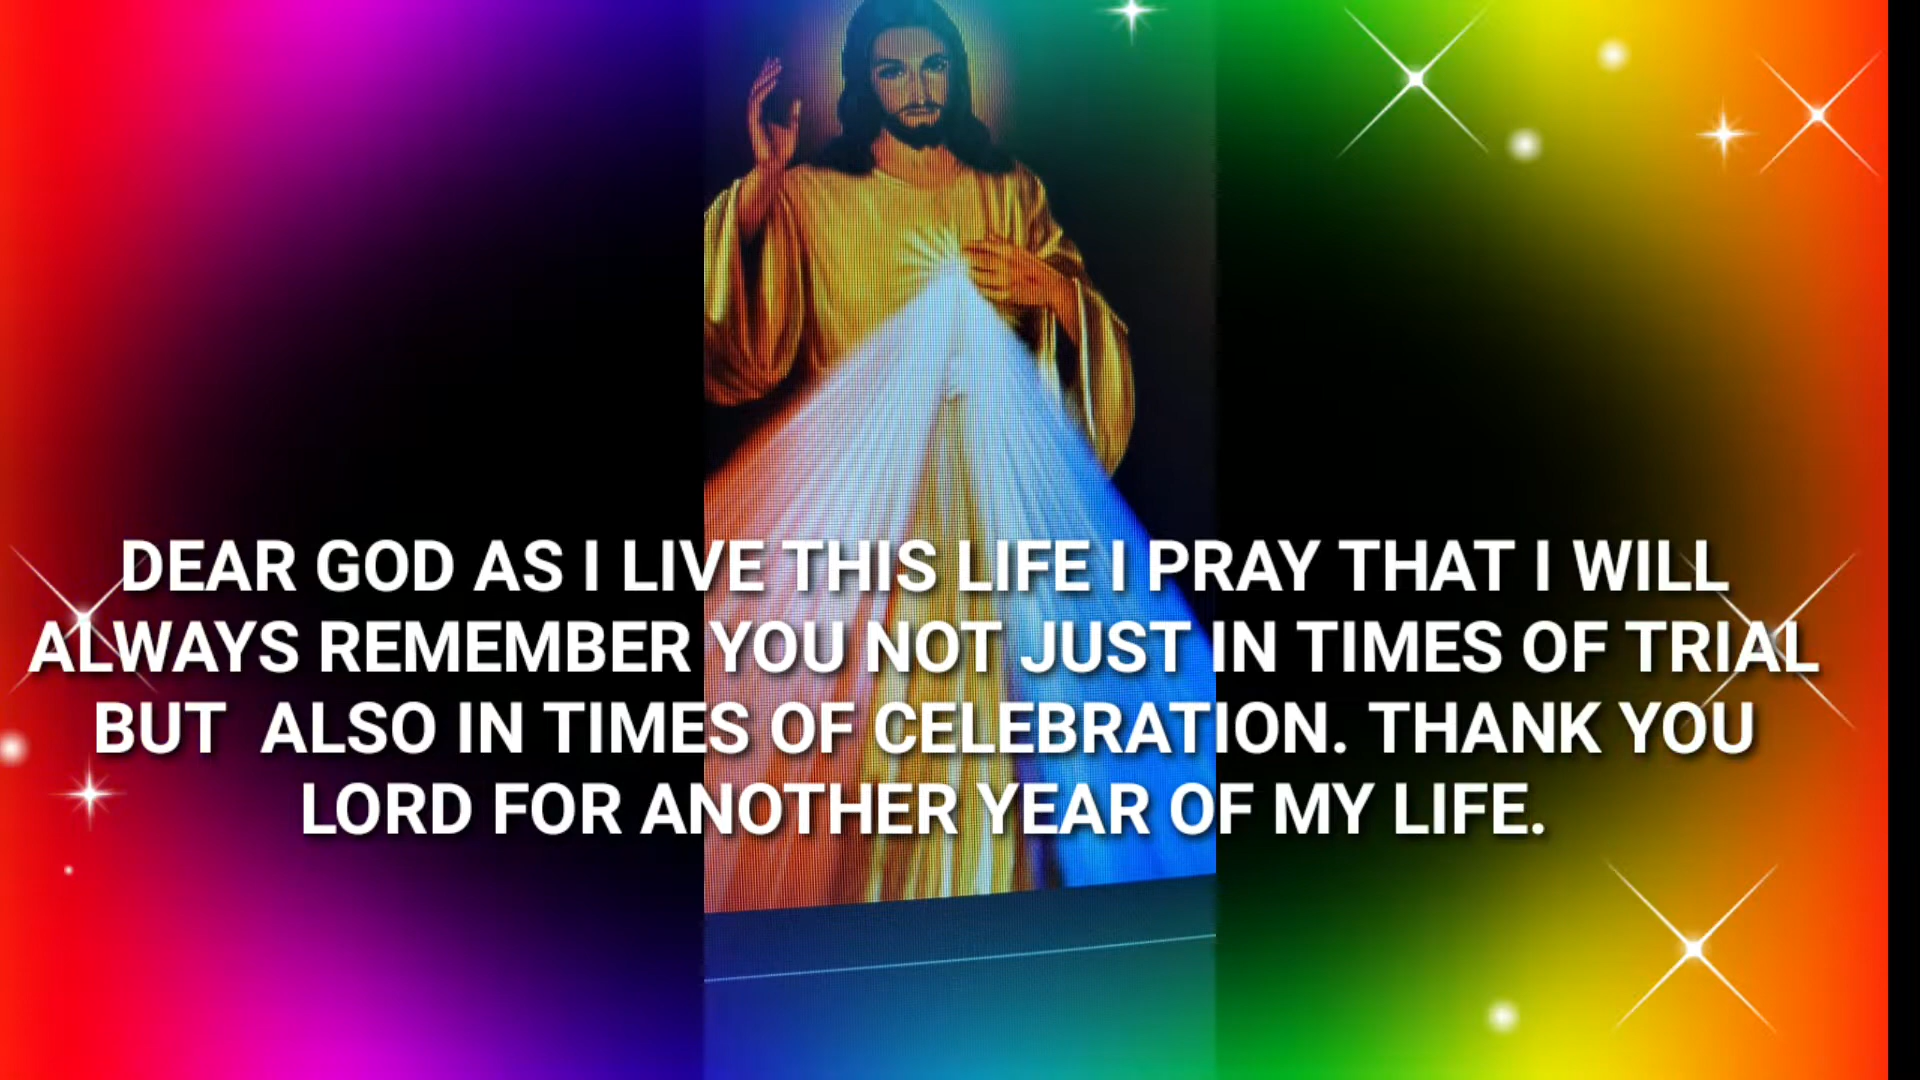 DEAR GOD AS I LIVE THIS LIFE I PRAY THAT I WILL
ALWAYS REMEMBER YOU NOT JUST IN TIMES OF TRIAL
BUT  ALSO IN TIMES OF CELEBRATION. THANK YOU
LORD FOR ANOTHER YEAR OF MY LIFE.